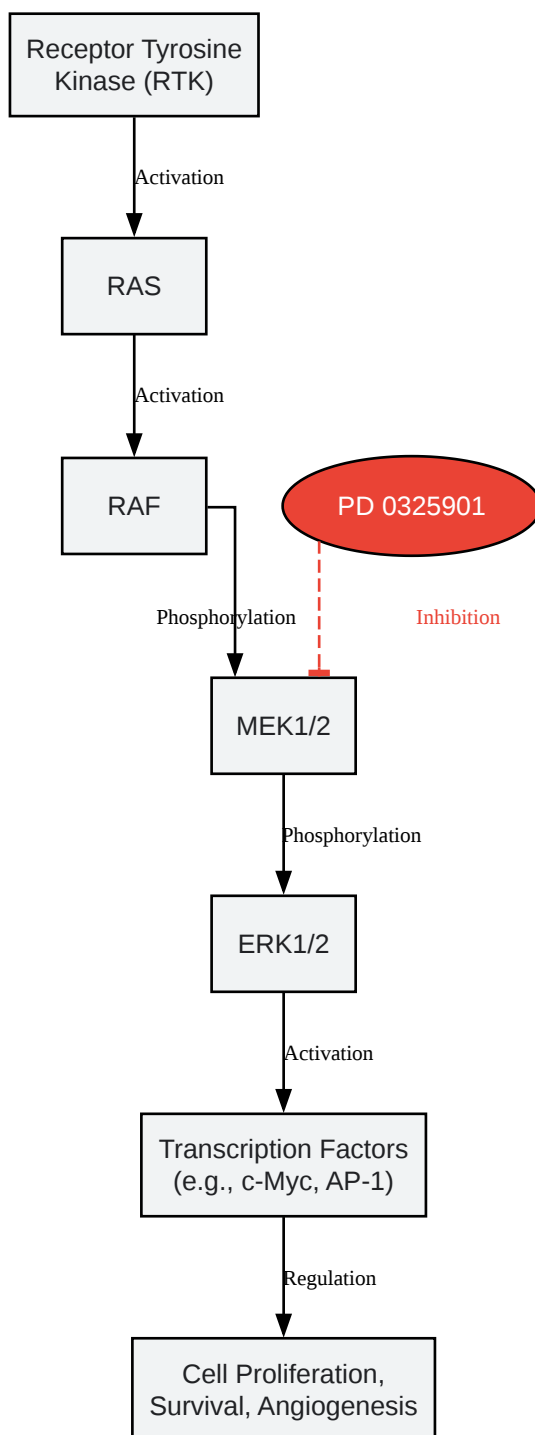 Receptor Tyrosine
Kinase (RTK)
Activation
RAS
Activation
RAF
PD 0325901
Phosphorylation
Inhibition
MEK1/2
Phosphorylation
ERK1/2
Activation
Transcription Factors
(e.g., c-Myc, AP-1)
Regulation
Cell Proliferation,
Survival, Angiogenesis